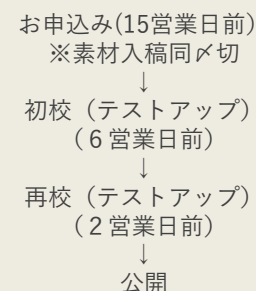 お申込み(15営業日前)
※素材入稿同〆切
↓
初校（テストアップ）
（６営業日前）
↓
再校（テストアップ）
（２営業日前）
↓
公開